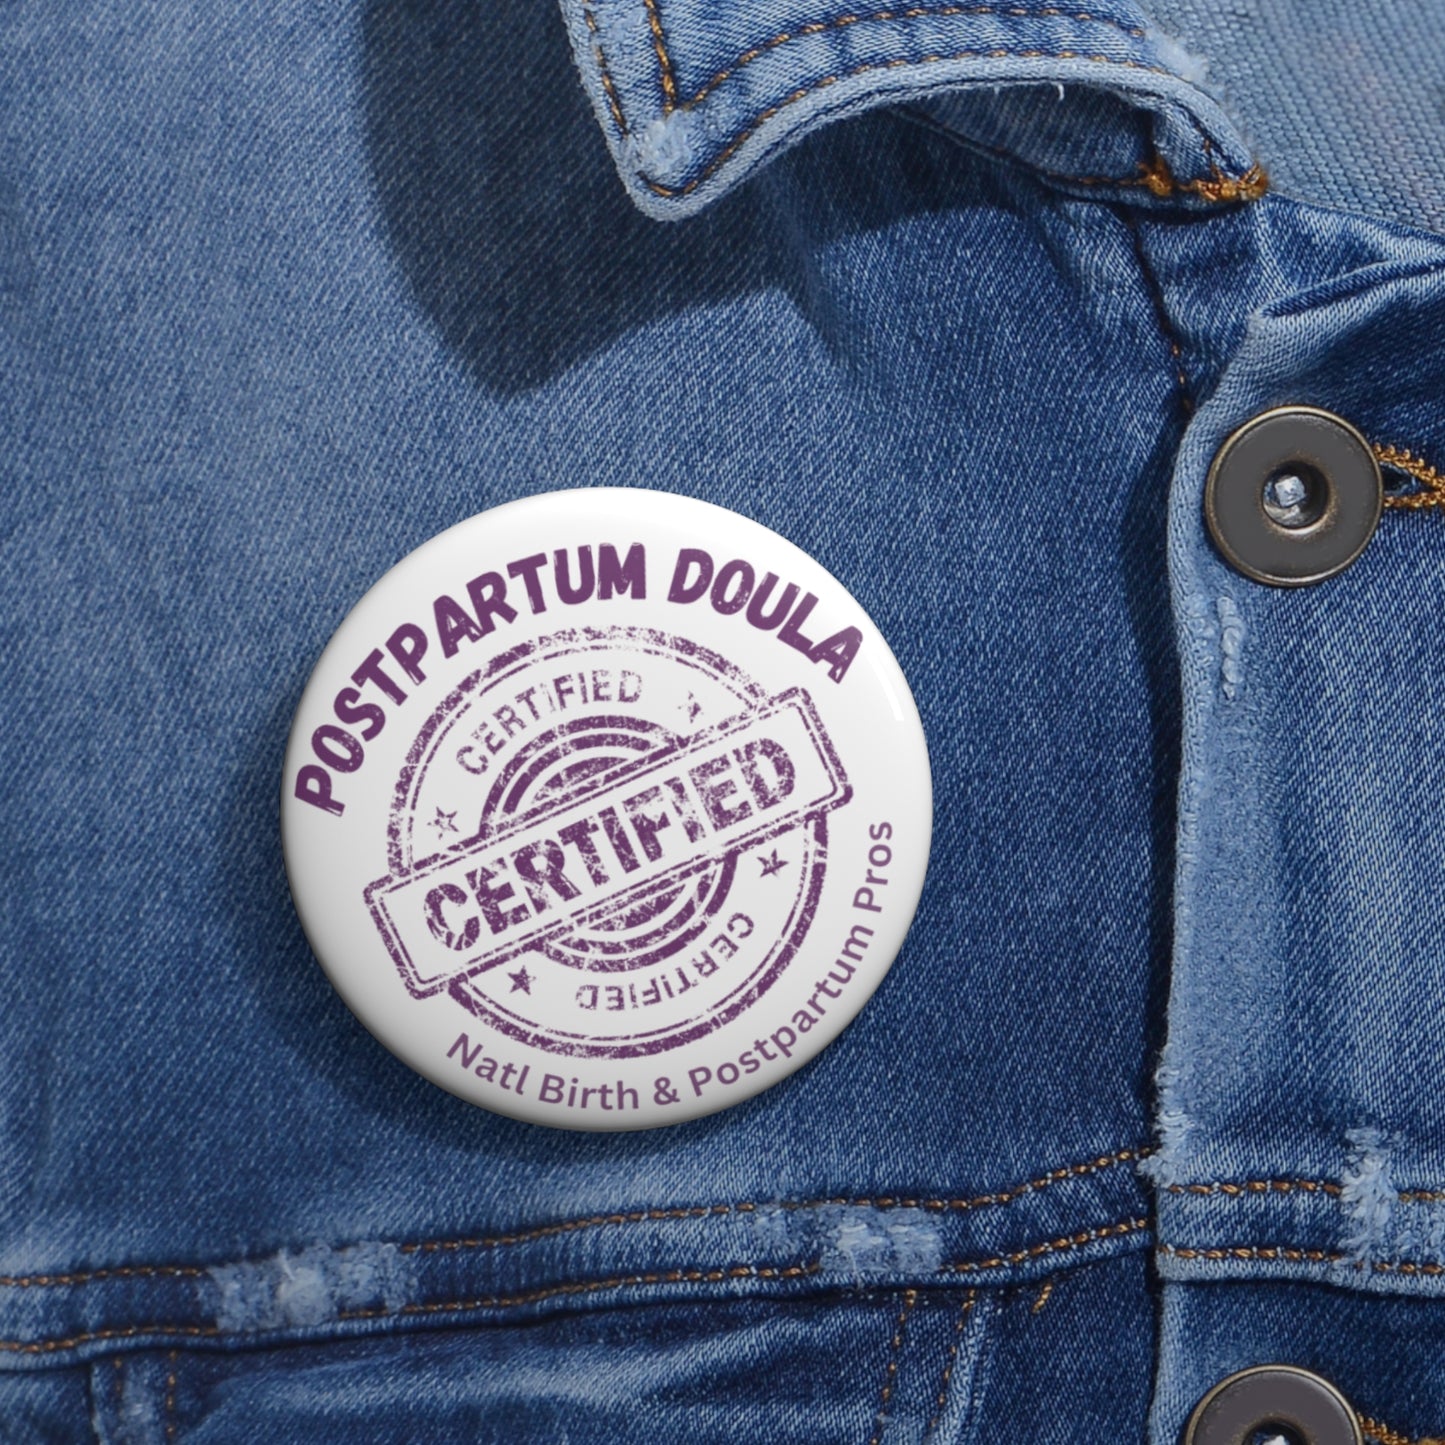 POSTPARTUM DOULA
CERTIFIED
CERTIFIED
CERTIFIED
Natl Birth & Postpartum Pros